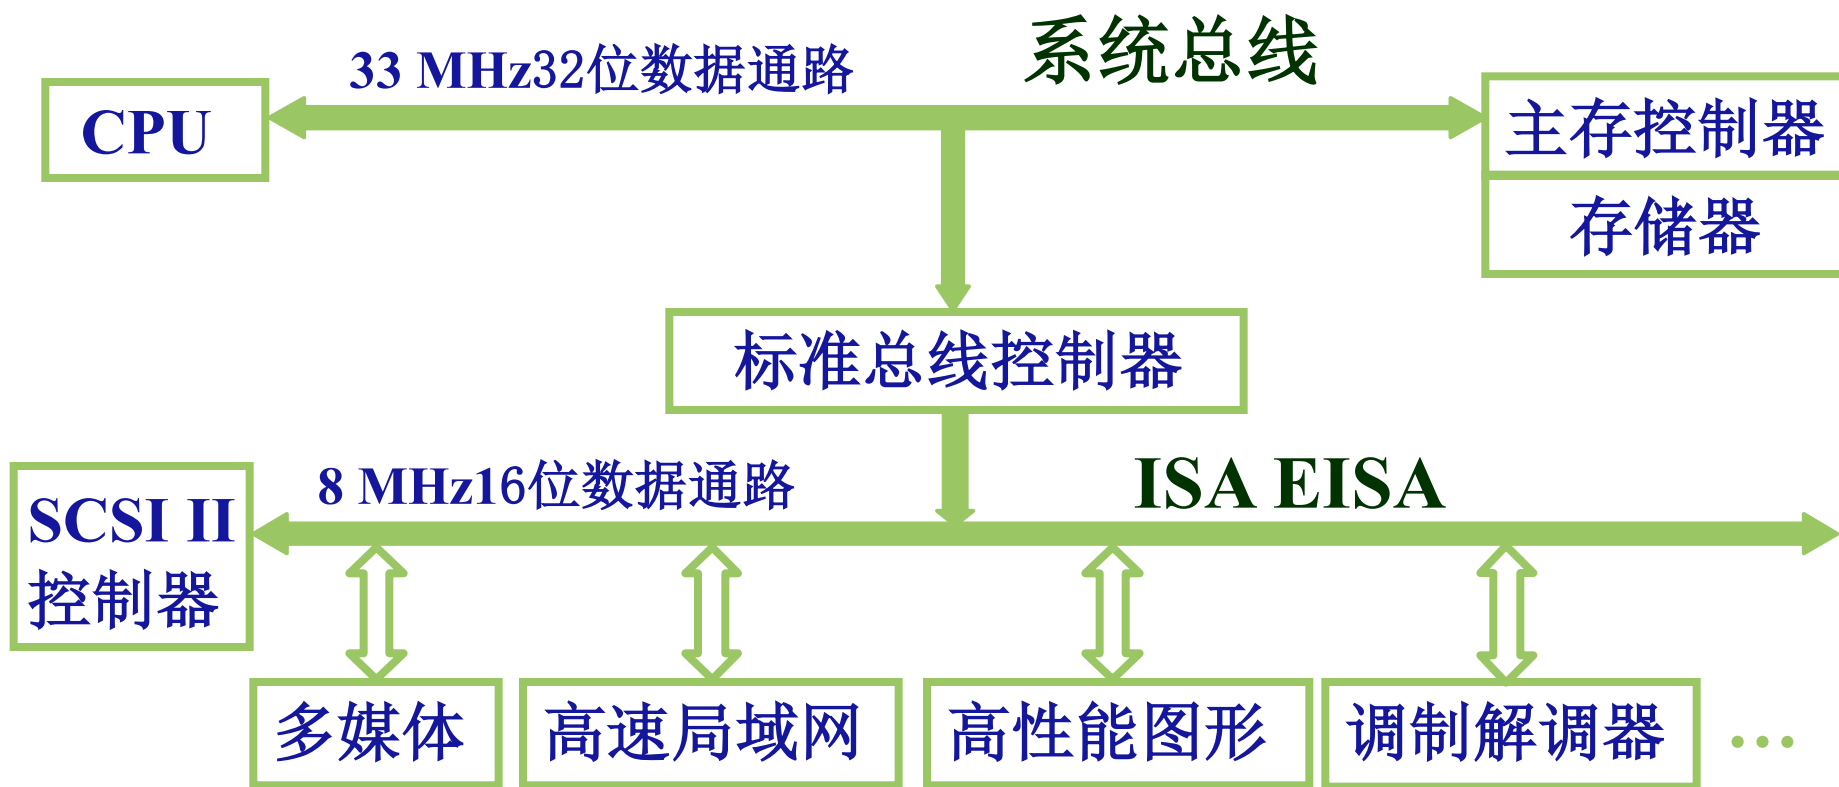 33 MHz32位数据通路
系统总线
CPU
主存控制器
存储器
标准总线控制器
8 MHz16位数据通路
ISA EISA
SCSI II
控制器
多媒体
高速局域网
高性能图形
调制解调器
…